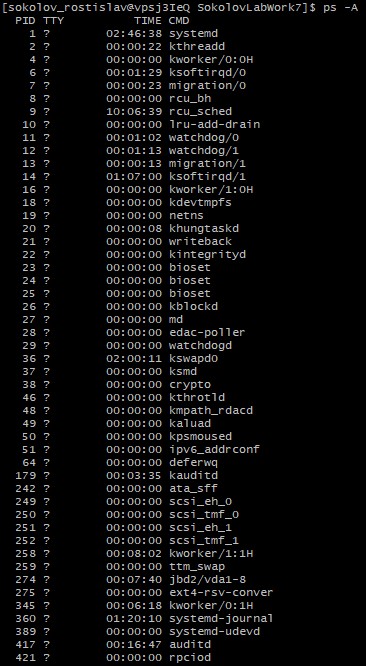 [sokolov_rostislav@vpsj3IeQ SokolovLabWork7]$ ps -A
PID TTY TIME CMD
1 ? 02:46:38 systemd
2 ? 00:00:22 kthreadd
4 ? 00:00:00 kworker/0:0H
6 ? 00:01:29 ksoftirqd/0
7 ? 00:00:23 migration/0
8 ? 00:00:00 rcu_bh
9 ? 10:06:39 rcu_sched
10 ? 00:00:00 lru-add-drain
11 ? 00:01:02 watchdog/0
12 ? 00:01:13 watchdog/1
13 ? 00:00:13 migration/1
14 ? 01:07:00 ksoftirqd/1
16 ? 00:00:00 kworker/1:0H
18 ? 00:00:00 kdevtmpfs
19 ? 00:00:00 netns
20 ? 00:00:08 khungtaskd
21 ? 00:00:00 writeback
22 ? 00:00:00 kintegrityd
23 ? 00:00:00 bioset
24 ? 00:00:00 bioset
25 ? 00:00:00 bioset
26 ? 00:00:00 kblockd
27 ? 00:00:00 md
28 ? 00:00:00 edac-poller
29 ? 00:00:00 watchdogd
36 ? 02:00:11 kswapd0
37 ? 00:00:00 ksmd
38 ? 00:00:00 crypto
46 ? 00:00:00 kthrotld
48 ? 00:00:00 kmpath_rdacd
49 ? 00:00:00 kaluad
50 ? 00:00:00 kpsmoused
51 ? 00:00:00 ipv6_addrconf
64 ? 00:00:00 deferwq
179 ? 00:03:35 kauditd
242 ? 00:00:00 ata_sff
249 ? 00:00:00 scsi_eh_0
250 ? 00:00:00 scsi_tmf_0
251 ? 00:00:00 scsi_eh_1
252 ? 00:00:00 scsi_tmf_1
258 ? 00:08:02 kworker/1:1H
259 ? 00:00:00 ttm_swap
274 ? 00:07:40 jbd2/vda1-8
275 ? 00:00:00 ext4-rsv-conver
345 ? 00:06:18 kworker/0:1H
360 ? 01:20:10 systemd-journal
389 ? 00:00:00 systemd-udevd
417 ? 00:16:47 auditd
421 ? 00:00:00 rpciod